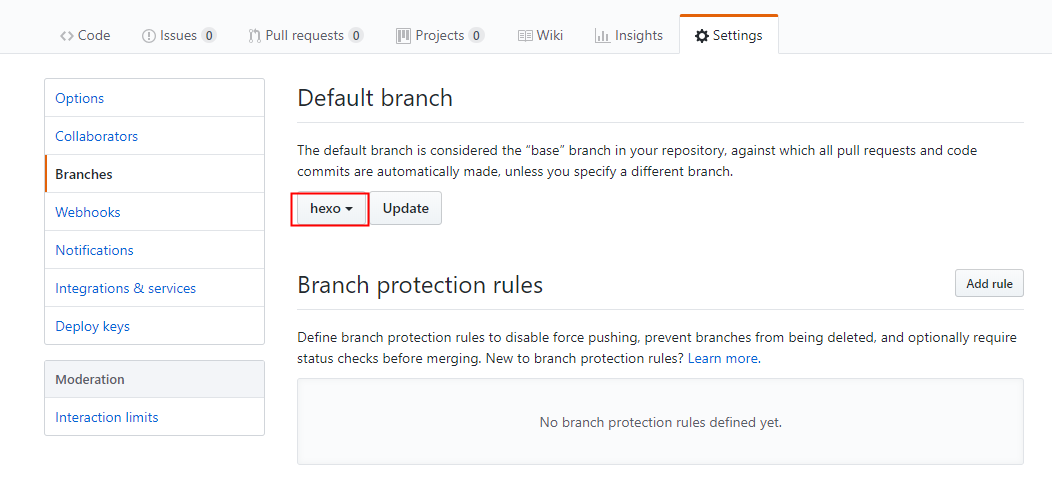 Code Issues 0 Pull requests 0 Projects 0 Wiki Insights Settings
Options
Collaborators
Branches
Webhooks
Notifications
Integrations & services
Deploy keys
Moderation
Interaction limits
Default branch
The default branch is considered the “base” branch in your repository, against which all pull requests and code
commits are automatically made, unless you specify a different branch.
hexo Update
Branch protection rules Add rule
Define branch protection rules to disable force pushing, prevent branches from being deleted, and optionally require
status checks before merging. New to branch protection rules? Learn more.
No branch protection rules defined yet.